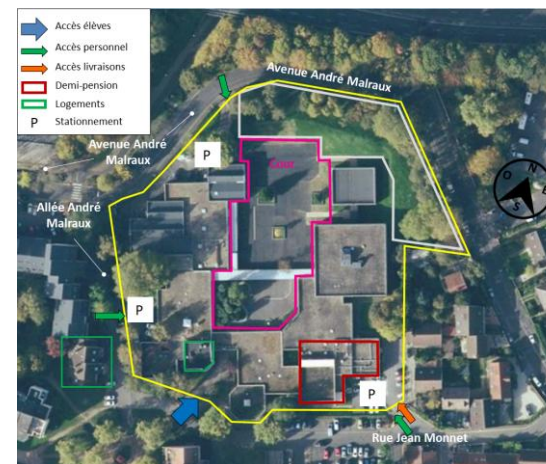 Accès élèves
Accès personnel
Accès livraisons
Demi-pension
Logements
P Stationnement
Avenue André Malraux
Avenue André
Malraux
P
Cour
Allée André
Malraux
O N
S E
P
P
Rue Jean Monnet